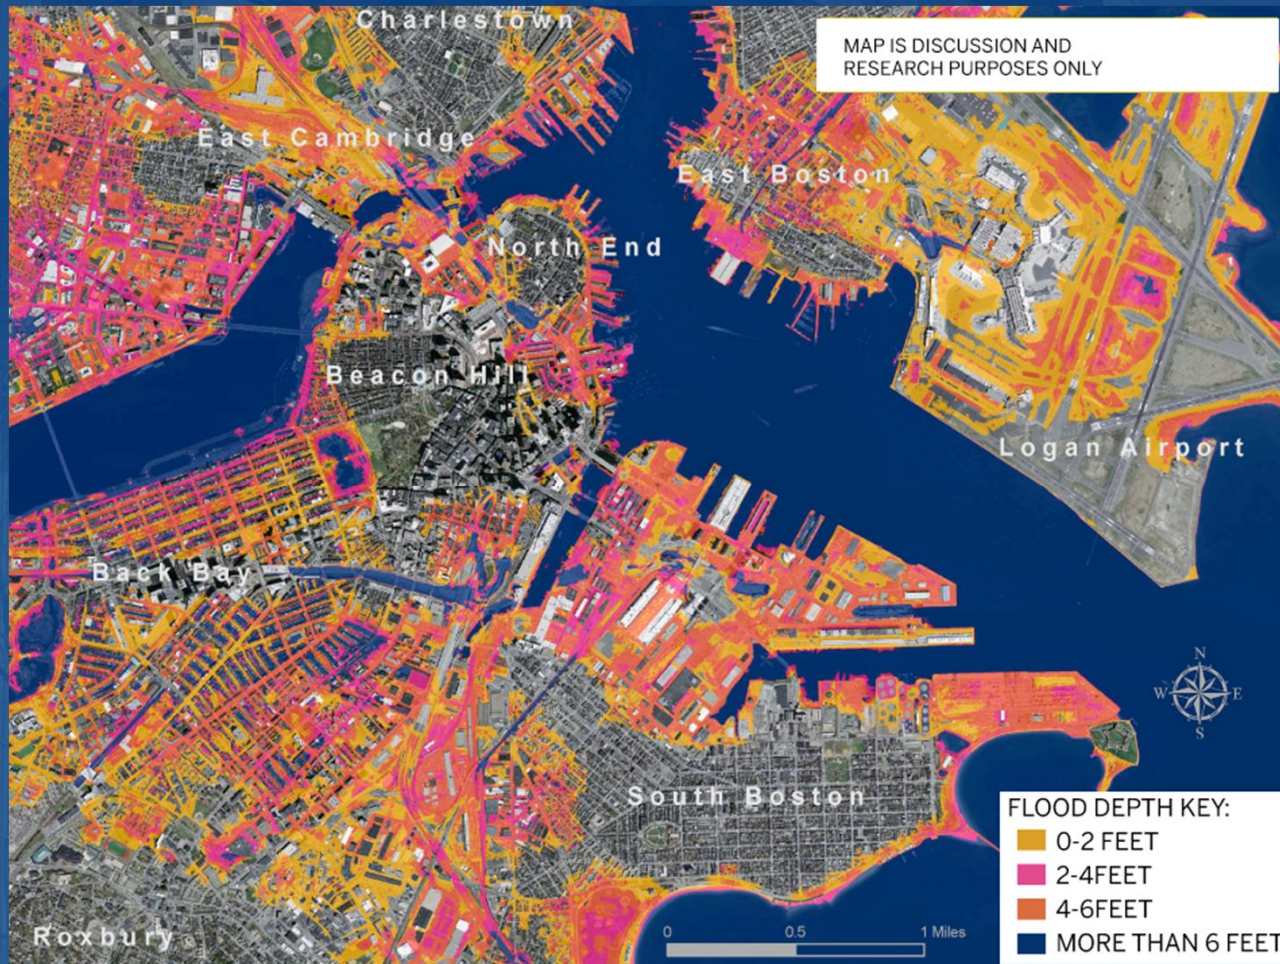 Charlestown
MAP IS DISCUSSION AND
RESEARCH PURPOSES ONLY
East Cambridge
East Boston
North End
Beacon Hill
Logan Airport
Back Bay
N
W E
S
South Boston
FLOOD DEPTH KEY:
0-2 FEET
2-4FEET
4-6FEET
MORE THAN 6 FEET
Roxbury
0 0.5 1 Miles